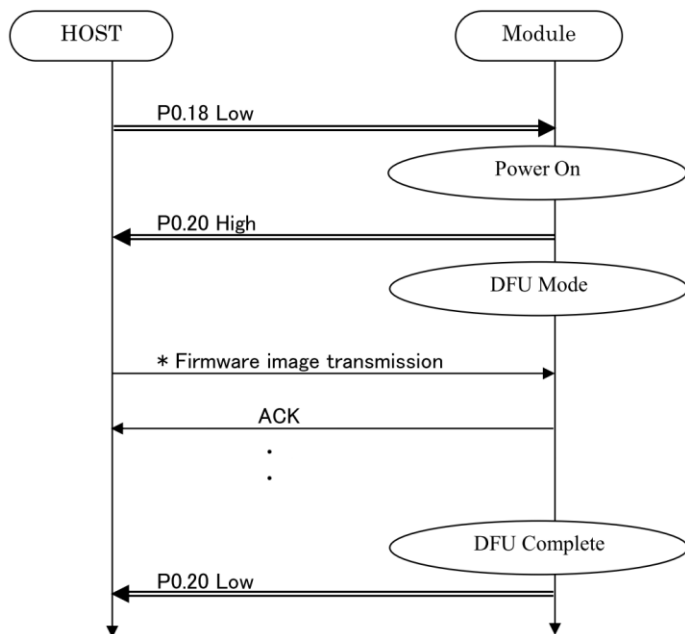 HOST
Module
P0.18 Low
Power On
P0.20 High
DFU Mode
* Firmware image transmission
ACK
DFU Complete
P0.20 Low